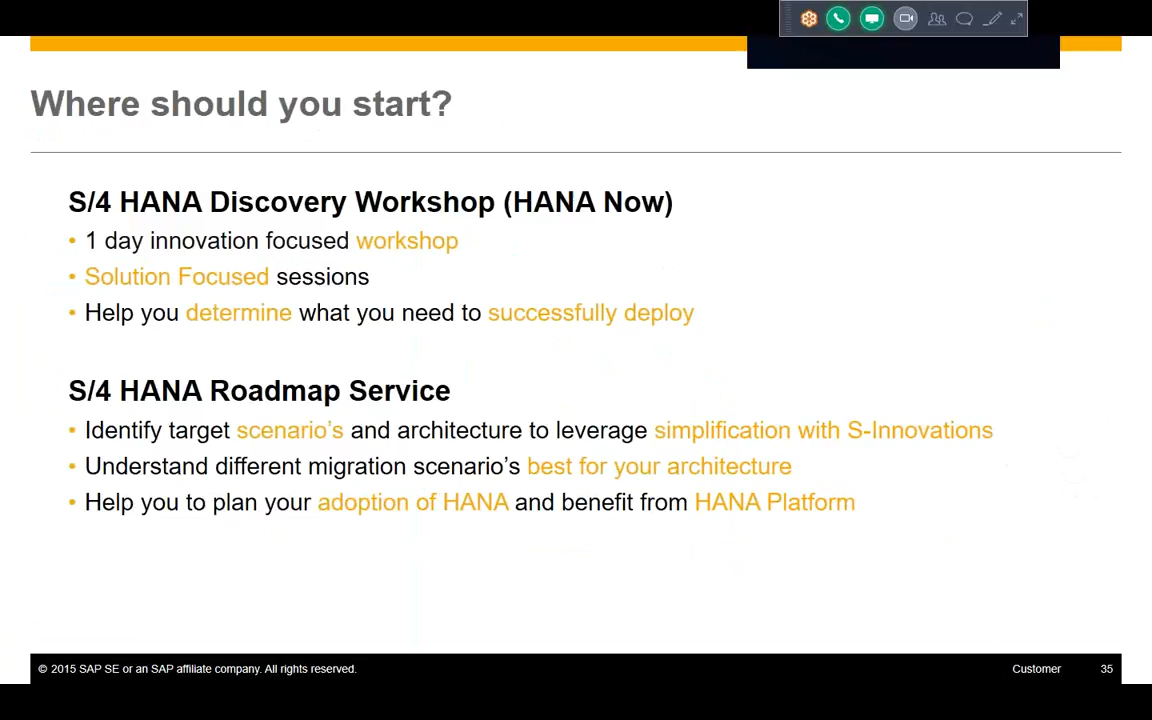 Where should you start?
S/4 HANA Discovery Workshop (HANA Now)
• 1 day innovation focused workshop
• Solution Focused sessions
• Help you determine what you need to successfully deploy
S/4 HANA Roadmap Service
• Identify target scenario’s and architecture to leverage simplification with S-Innovations
• Understand different migration scenario’s best for your architecture
• Help you to plan your adoption of HANA and benefit from HANA Platform
© 2015 SAP SE or an SAP affiliate company. All rights reserved.
Customer
35